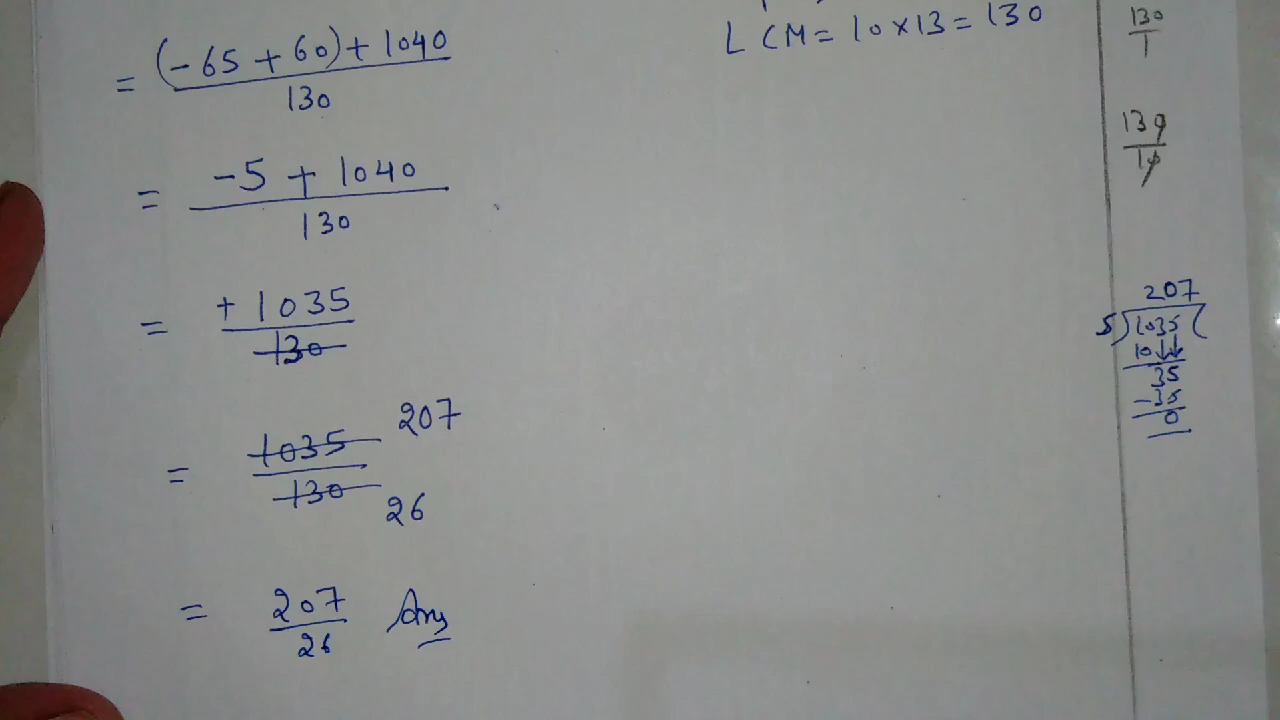 = (-65 + 60) + 1040
130
= -5 + 1040
130
= + 1035
130
= 1035 207
130 26
= 207 Ans
26
LCM = 10 × 13 = 130
130
1
130
10
207
5)1035(
10↓↓
35
-35
0